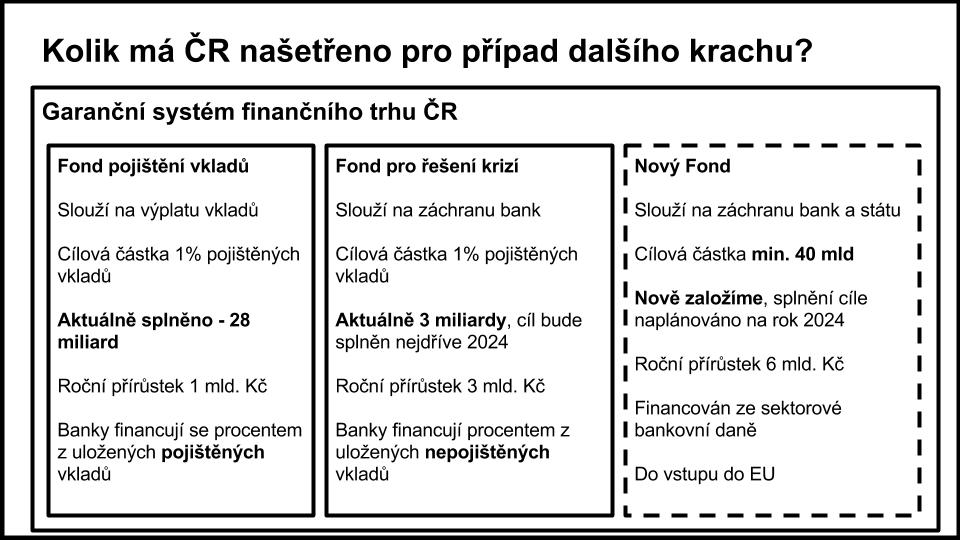 Kolik má ČR našetřeno pro případ dalšího krachu?
Garanční systém finančního trhu ČR
Fond pojištění vkladů
Slouží na výplatu vkladů
Cílová částka 1% pojištěných
vkladů
Aktuálně splněno - 28
miliard
Roční přírůstek 1 mld. Kč
Banky financují se procentem
z uložených pojištěných
vkladů
Fond pro řešení krizí
Slouží na záchranu bank
Cílová částka 1% pojištěných
vkladů
Aktuálně 3 miliardy, cíl bude
splněn nejdříve 2024
Roční přírůstek 3 mld. Kč
Banky financují procentem z
uložených nepojištěných
vkladů
Nový Fond
Slouží na záchranu bank a státu
Cílová částka min. 40 mld
Nově založíme, splnění cíle
naplánováno na rok 2024
Roční přírůstek 6 mld. Kč
Financován ze sektorové
bankovní daně
Do vstupu do EU